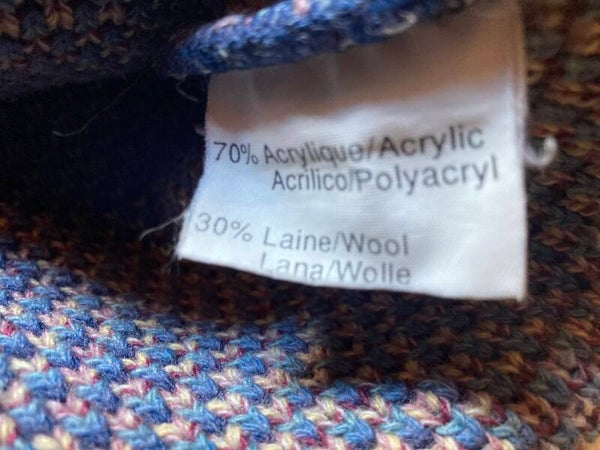 70% Acrylique/Acrylic
Acrilico/Polyacryl
30% Laine/Wool
Lana/Wolle